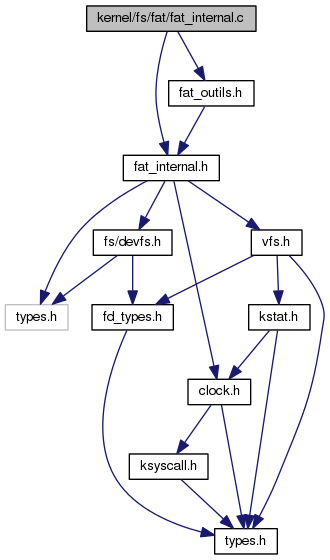 kernel/fs/fat/fat_internal.c
fat_outils.h
fat_internal.h
fs/devfs.h
vfs.h
types.h
fd_types.h
kstat.h
clock.h
ksyscall.h
types.h